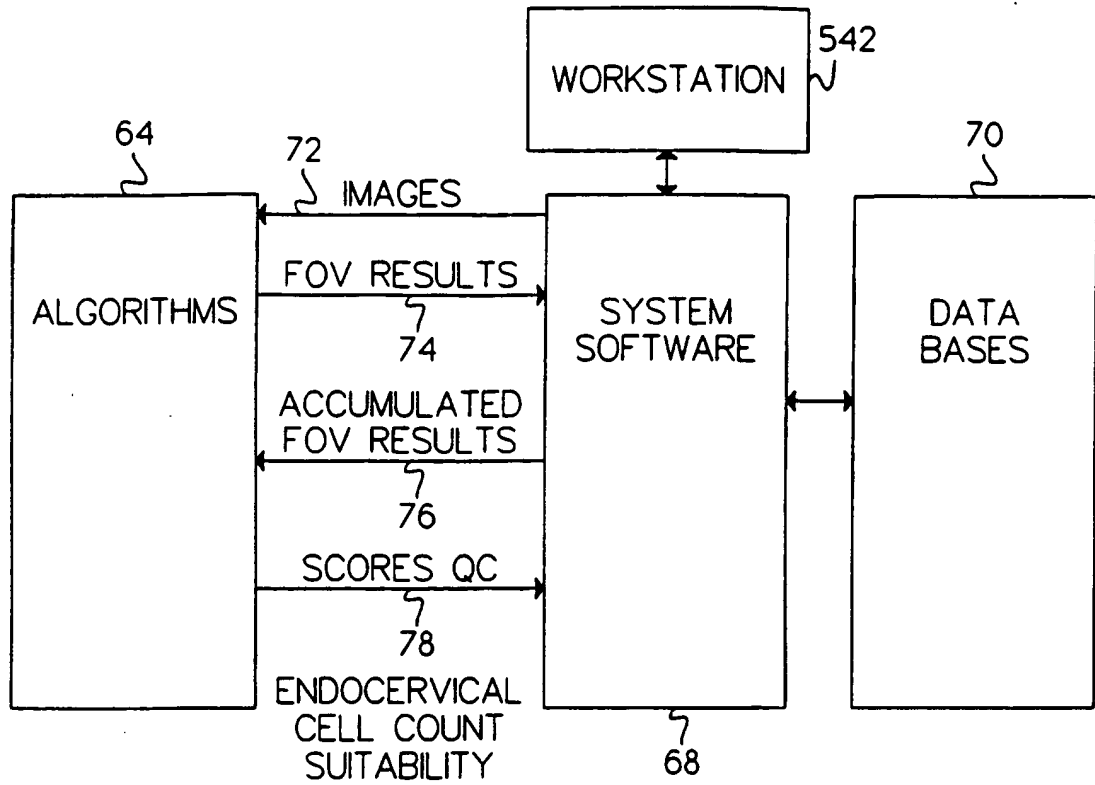 542
WORKSTATION
64
72
70
IMAGES
FOV RESULTS
ALGORITHMS
74
SYSTEM
SOFTWARE
DATA
BASES
ACCUMULATED
FOV RESULTS
76
SCORES QC
78
ENDOCERVICAL
CELL COUNT
SUITABILITY
68